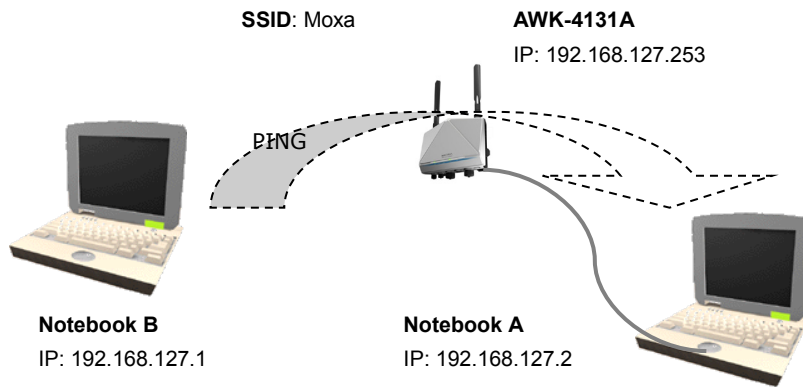 SSID: Moxa
AWK-4131A
IP: 192.168.127.253
PING
Notebook B
IP: 192.168.127.1
Notebook A
IP: 192.168.127.2